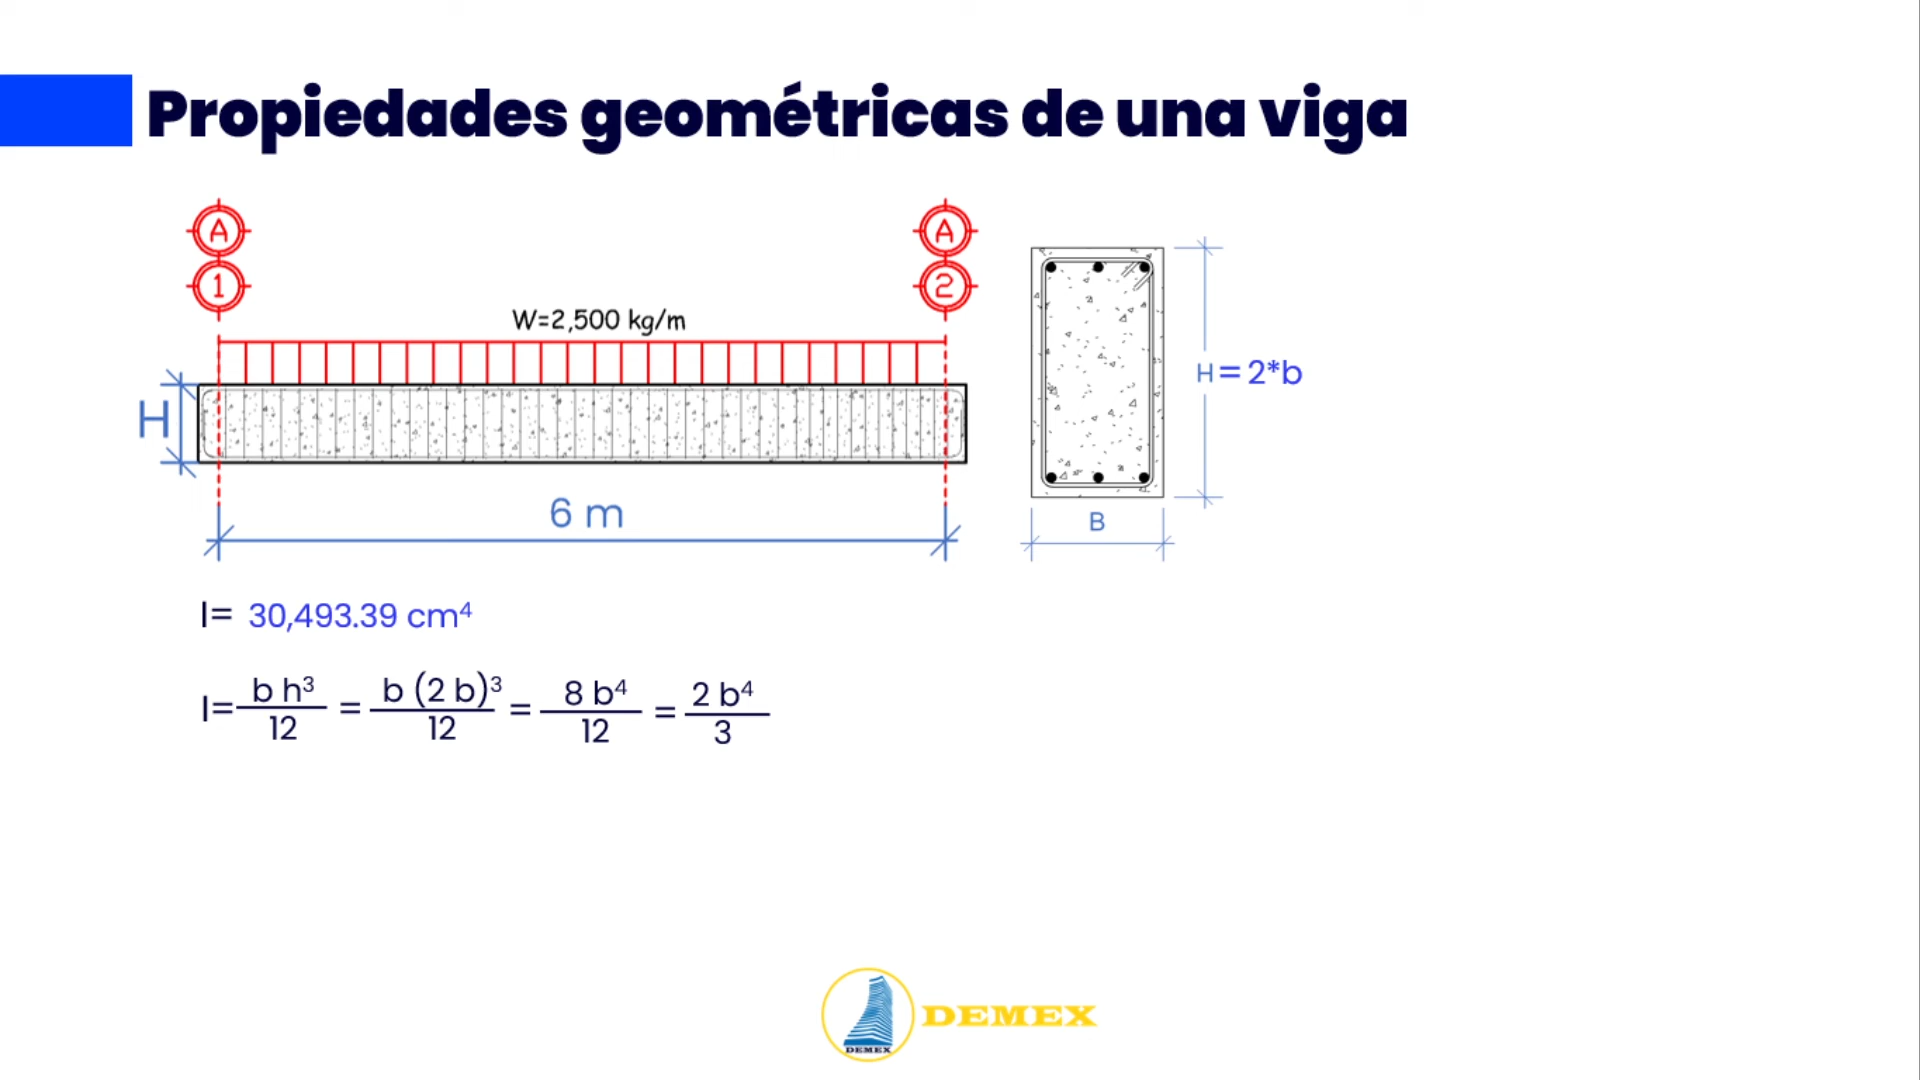 Propiedades geométricas de una viga
A A
1 2
W=2,500 kg/m
H
H = 2*b
6 m
B
I= 30,493.39 cm⁴
I= b h³ / 12 = b (2 b)³ / 12 = 8 b⁴ / 12 = 2 b⁴ / 3
DEMEX
DEMEX